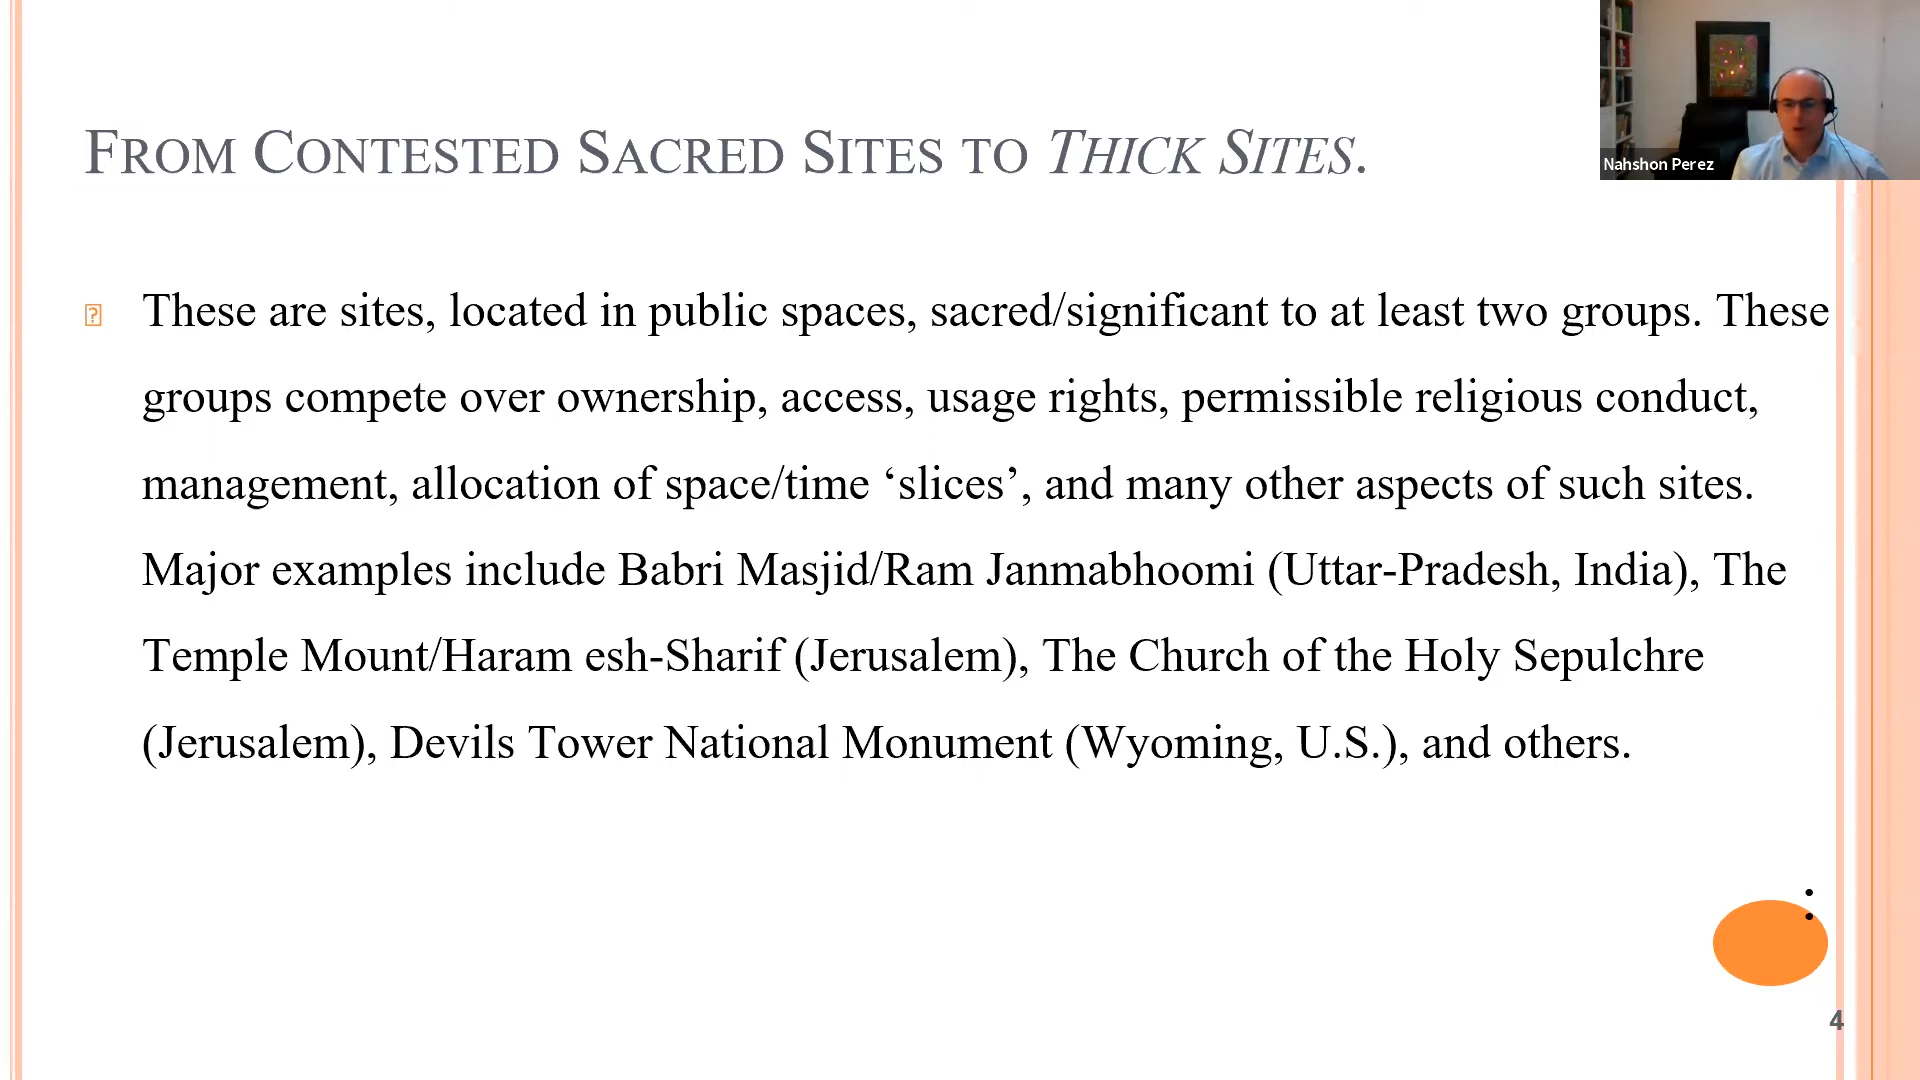 FROM CONTESTED SACRED SITES TO THICK SITES.
Nahshon Perez
These are sites, located in public spaces, sacred/significant to at least two groups. These
groups compete over ownership, access, usage rights, permissible religious conduct,
management, allocation of space/time ‘slices’, and many other aspects of such sites.
Major examples include Babri Masjid/Ram Janmabhoomi (Uttar-Pradesh, India), The
Temple Mount/Haram esh-Sharif (Jerusalem), The Church of the Holy Sepulchre
(Jerusalem), Devils Tower National Monument (Wyoming, U.S.), and others.
4